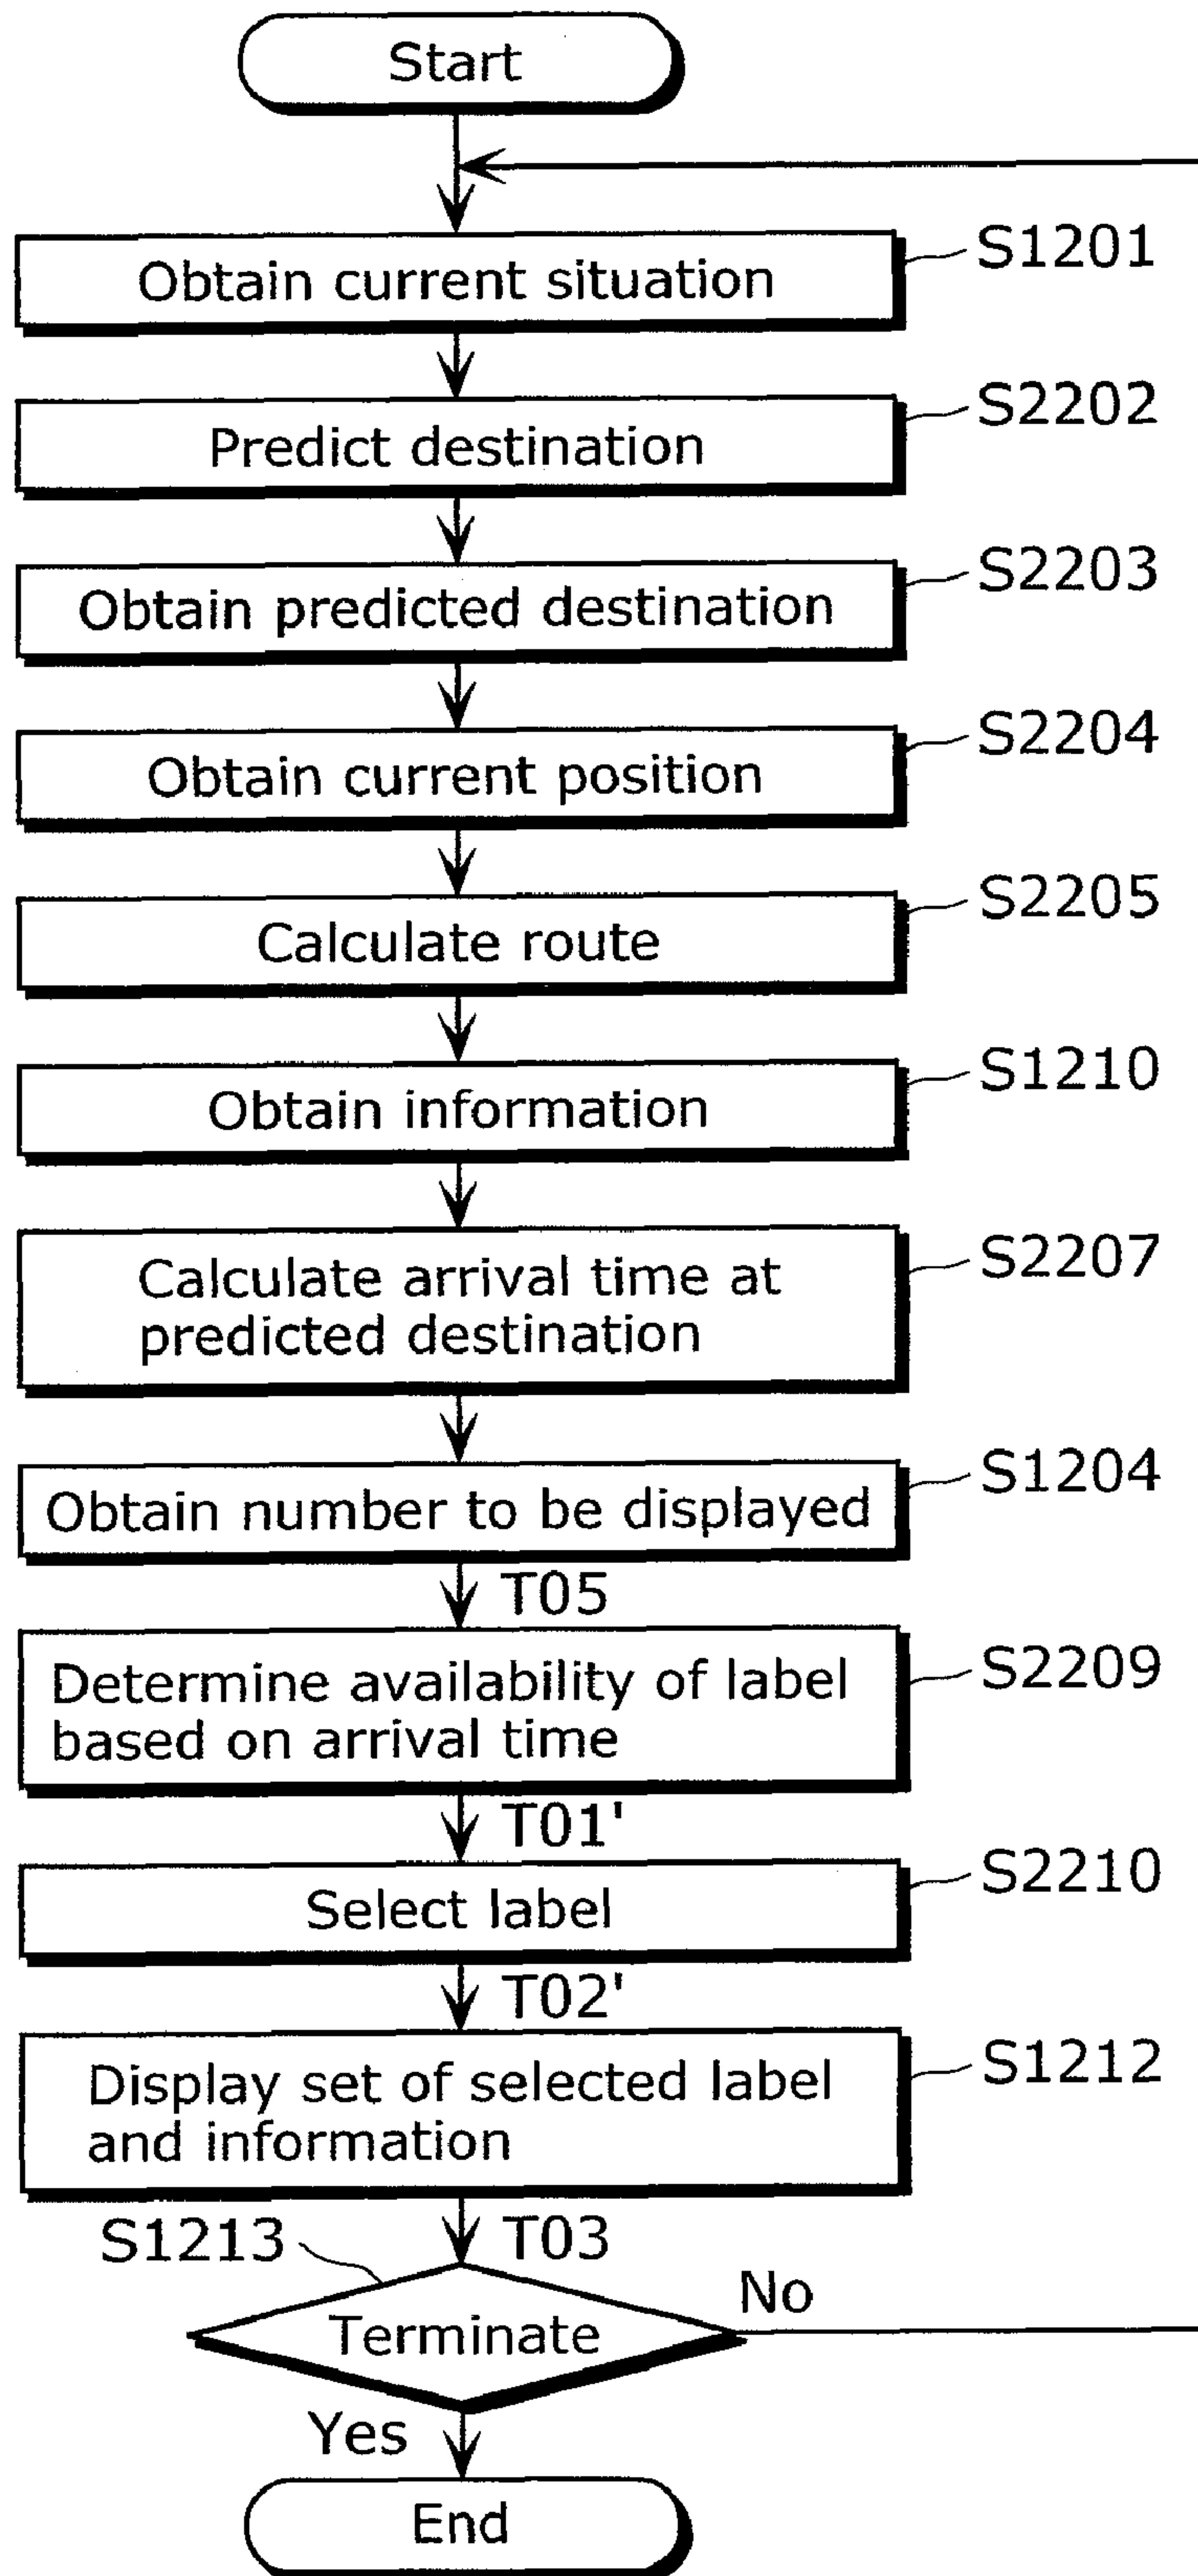 Start
Obtain current situation
S1201
Predict destination
S2202
Obtain predicted destination
S2203
Obtain current position
S2204
Calculate route
S2205
Obtain information
S1210
Calculate arrival time at
predicted destination
S2207
Obtain number to be displayed
S1204
T05
Determine availability of label
based on arrival time
S2209
T01'
Select label
S2210
T02'
Display set of selected label
and information
S1212
S1213
T03
Terminate
No
Yes
End